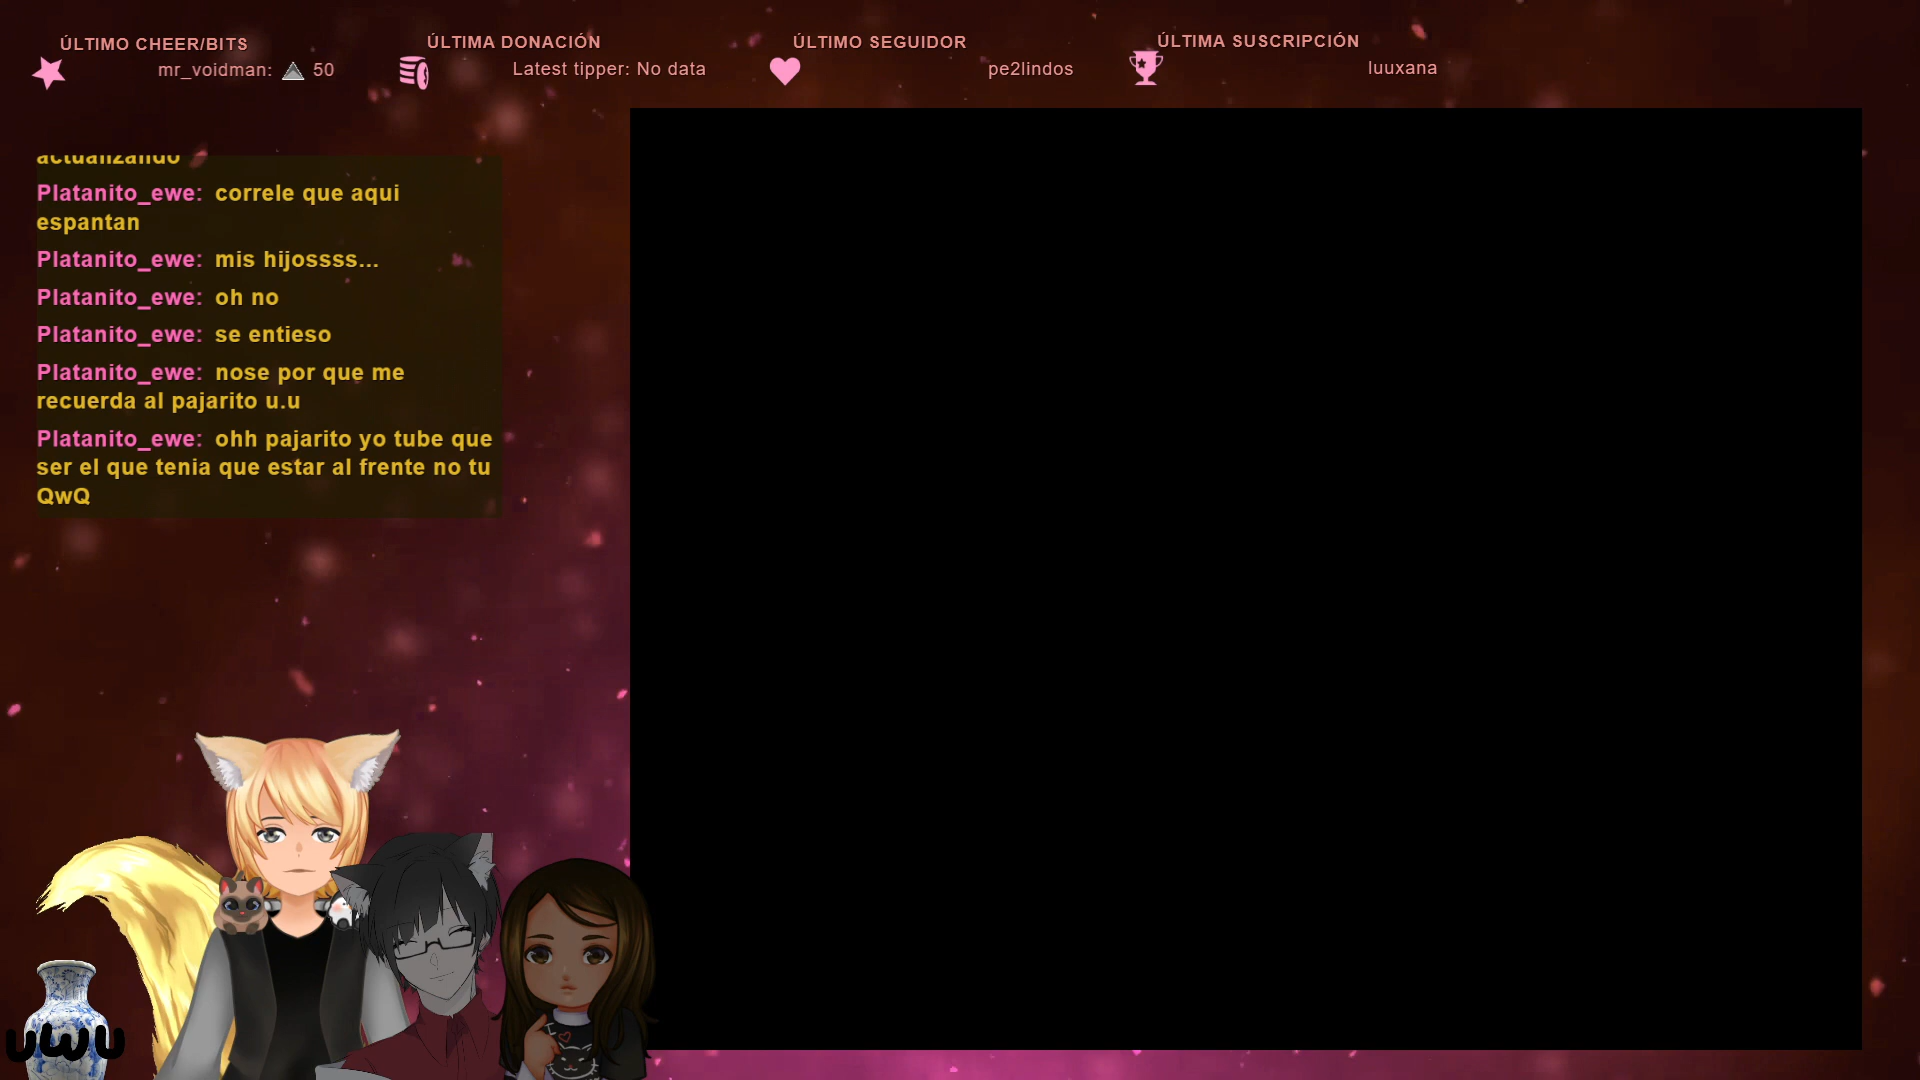 ÚLTIMO CHEER/BITS
mr_voidman: 50
ÚLTIMA DONACIÓN
Latest tipper: No data
ÚLTIMO SEGUIDOR
pe2lindos
ÚLTIMA SUSCRIPCIÓN
luuxana
actualizando
Platanito_ewe: correle que aqui
espantan
Platanito_ewe: mis hijossss...
Platanito_ewe: oh no
Platanito_ewe: se entieso
Platanito_ewe: nose por que me
recuerda al pajarito u.u
Platanito_ewe: ohh pajarito yo tube que
ser el que tenia que estar al frente no tu
QwQ
uwu